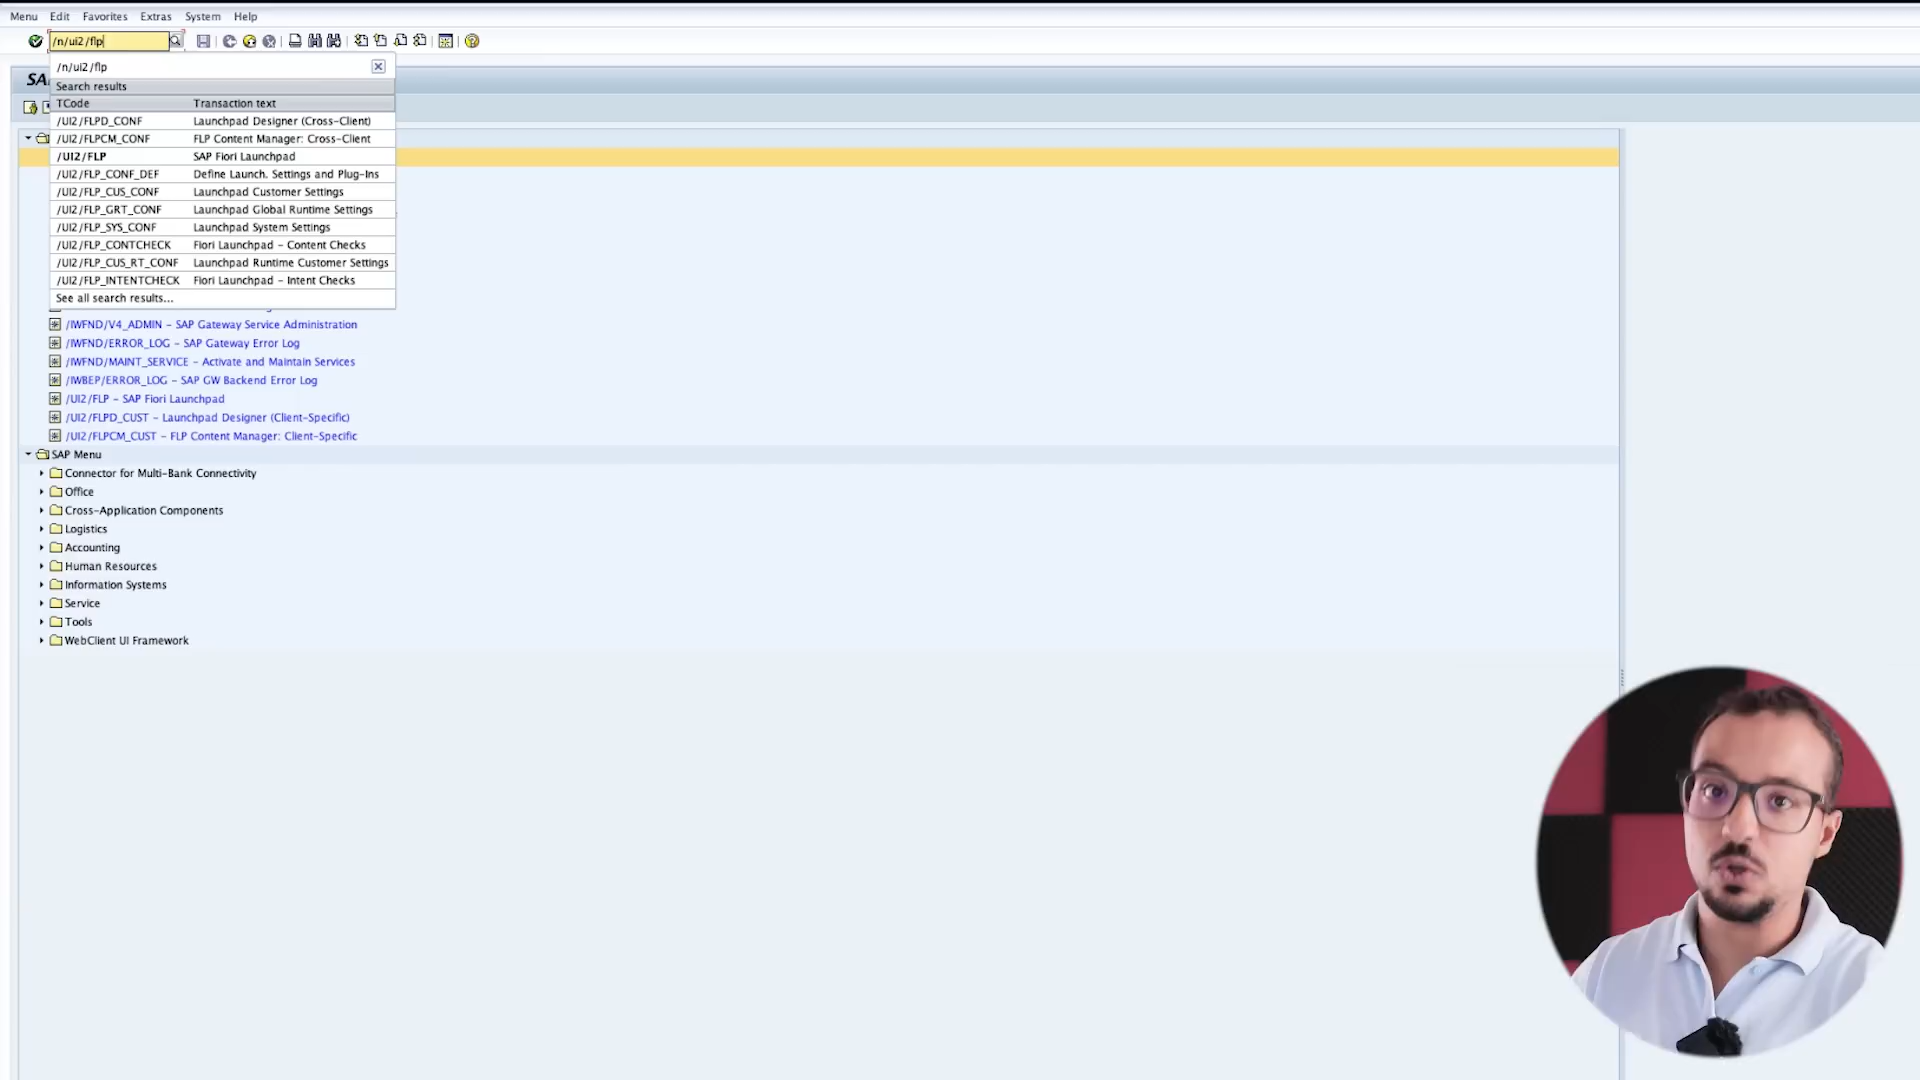 Menu Edit Favorites Extras System Help
/n/ui2/flp
/n/ui2/flp
SA
Search results
TCode Transaction text
/UI2/FLPD_CONF Launchpad Designer (Cross-Client)
/UI2/FLPCM_CONF FLP Content Manager: Cross-Client
/UI2/FLP SAP Fiori Launchpad
/UI2/FLP_CONF_DEF Define Launch. Settings and Plug-Ins
/UI2/FLP_CUS_CONF Launchpad Customer Settings
/UI2/FLP_GRT_CONF Launchpad Global Runtime Settings
/UI2/FLP_SYS_CONF Launchpad System Settings
/UI2/FLP_CONTCHECK Fiori Launchpad - Content Checks
/UI2/FLP_CUS_RT_CONF Launchpad Runtime Customer Settings
/UI2/FLP_INTENTCHECK Fiori Launchpad - Intent Checks
See all search results...
/IWFND/V4_ADMIN - SAP Gateway Service Administration
/IWFND/ERROR_LOG - SAP Gateway Error Log
/IWFND/MAINT_SERVICE - Activate and Maintain Services
/IWBEP/ERROR_LOG - SAP GW Backend Error Log
/UI2/FLP - SAP Fiori Launchpad
/UI2/FLPD_CUST - Launchpad Designer (Client-Specific)
/UI2/FLPCM_CUST - FLP Content Manager: Client-Specific
SAP Menu
Connector for Multi-Bank Connectivity
Office
Cross-Application Components
Logistics
Accounting
Human Resources
Information Systems
Service
Tools
WebClient UI Framework